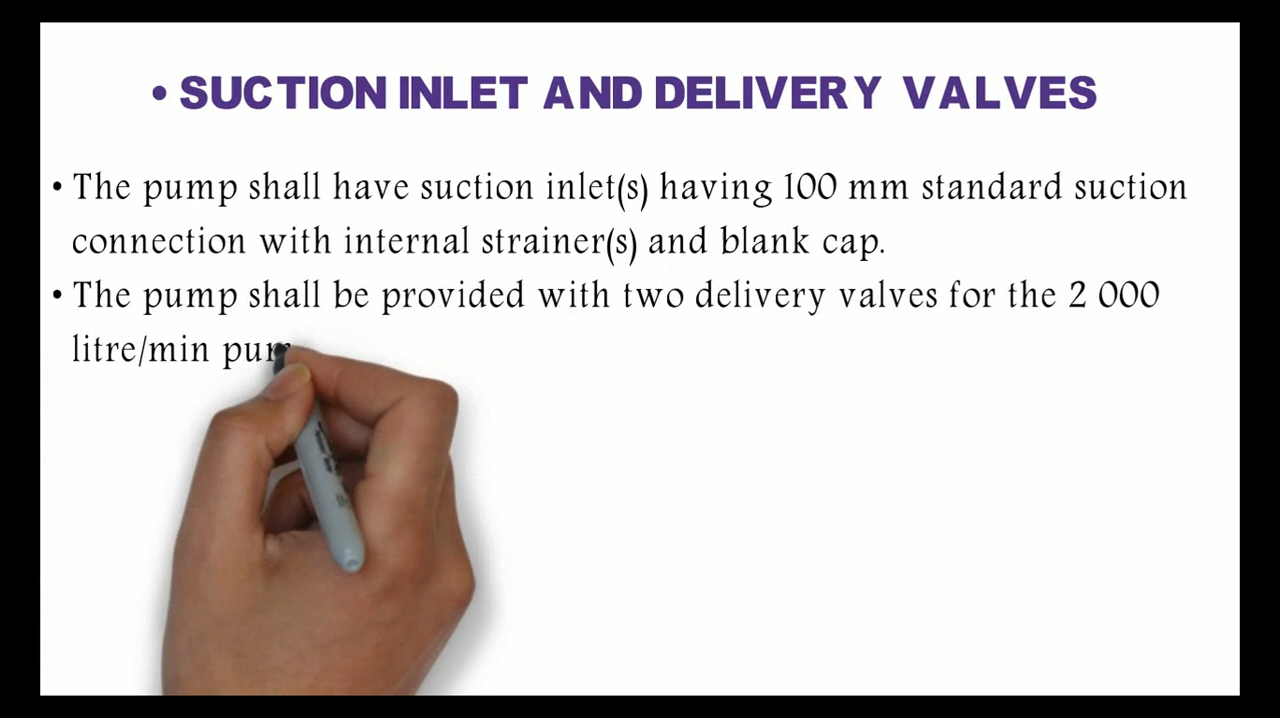 • SUCTION INLET AND DELIVERY VALVES
• The pump shall have suction inlet(s) having 100 mm standard suction
connection with internal strainer(s) and blank cap.
• The pump shall be provided with two delivery valves for the 2 000
litre/min